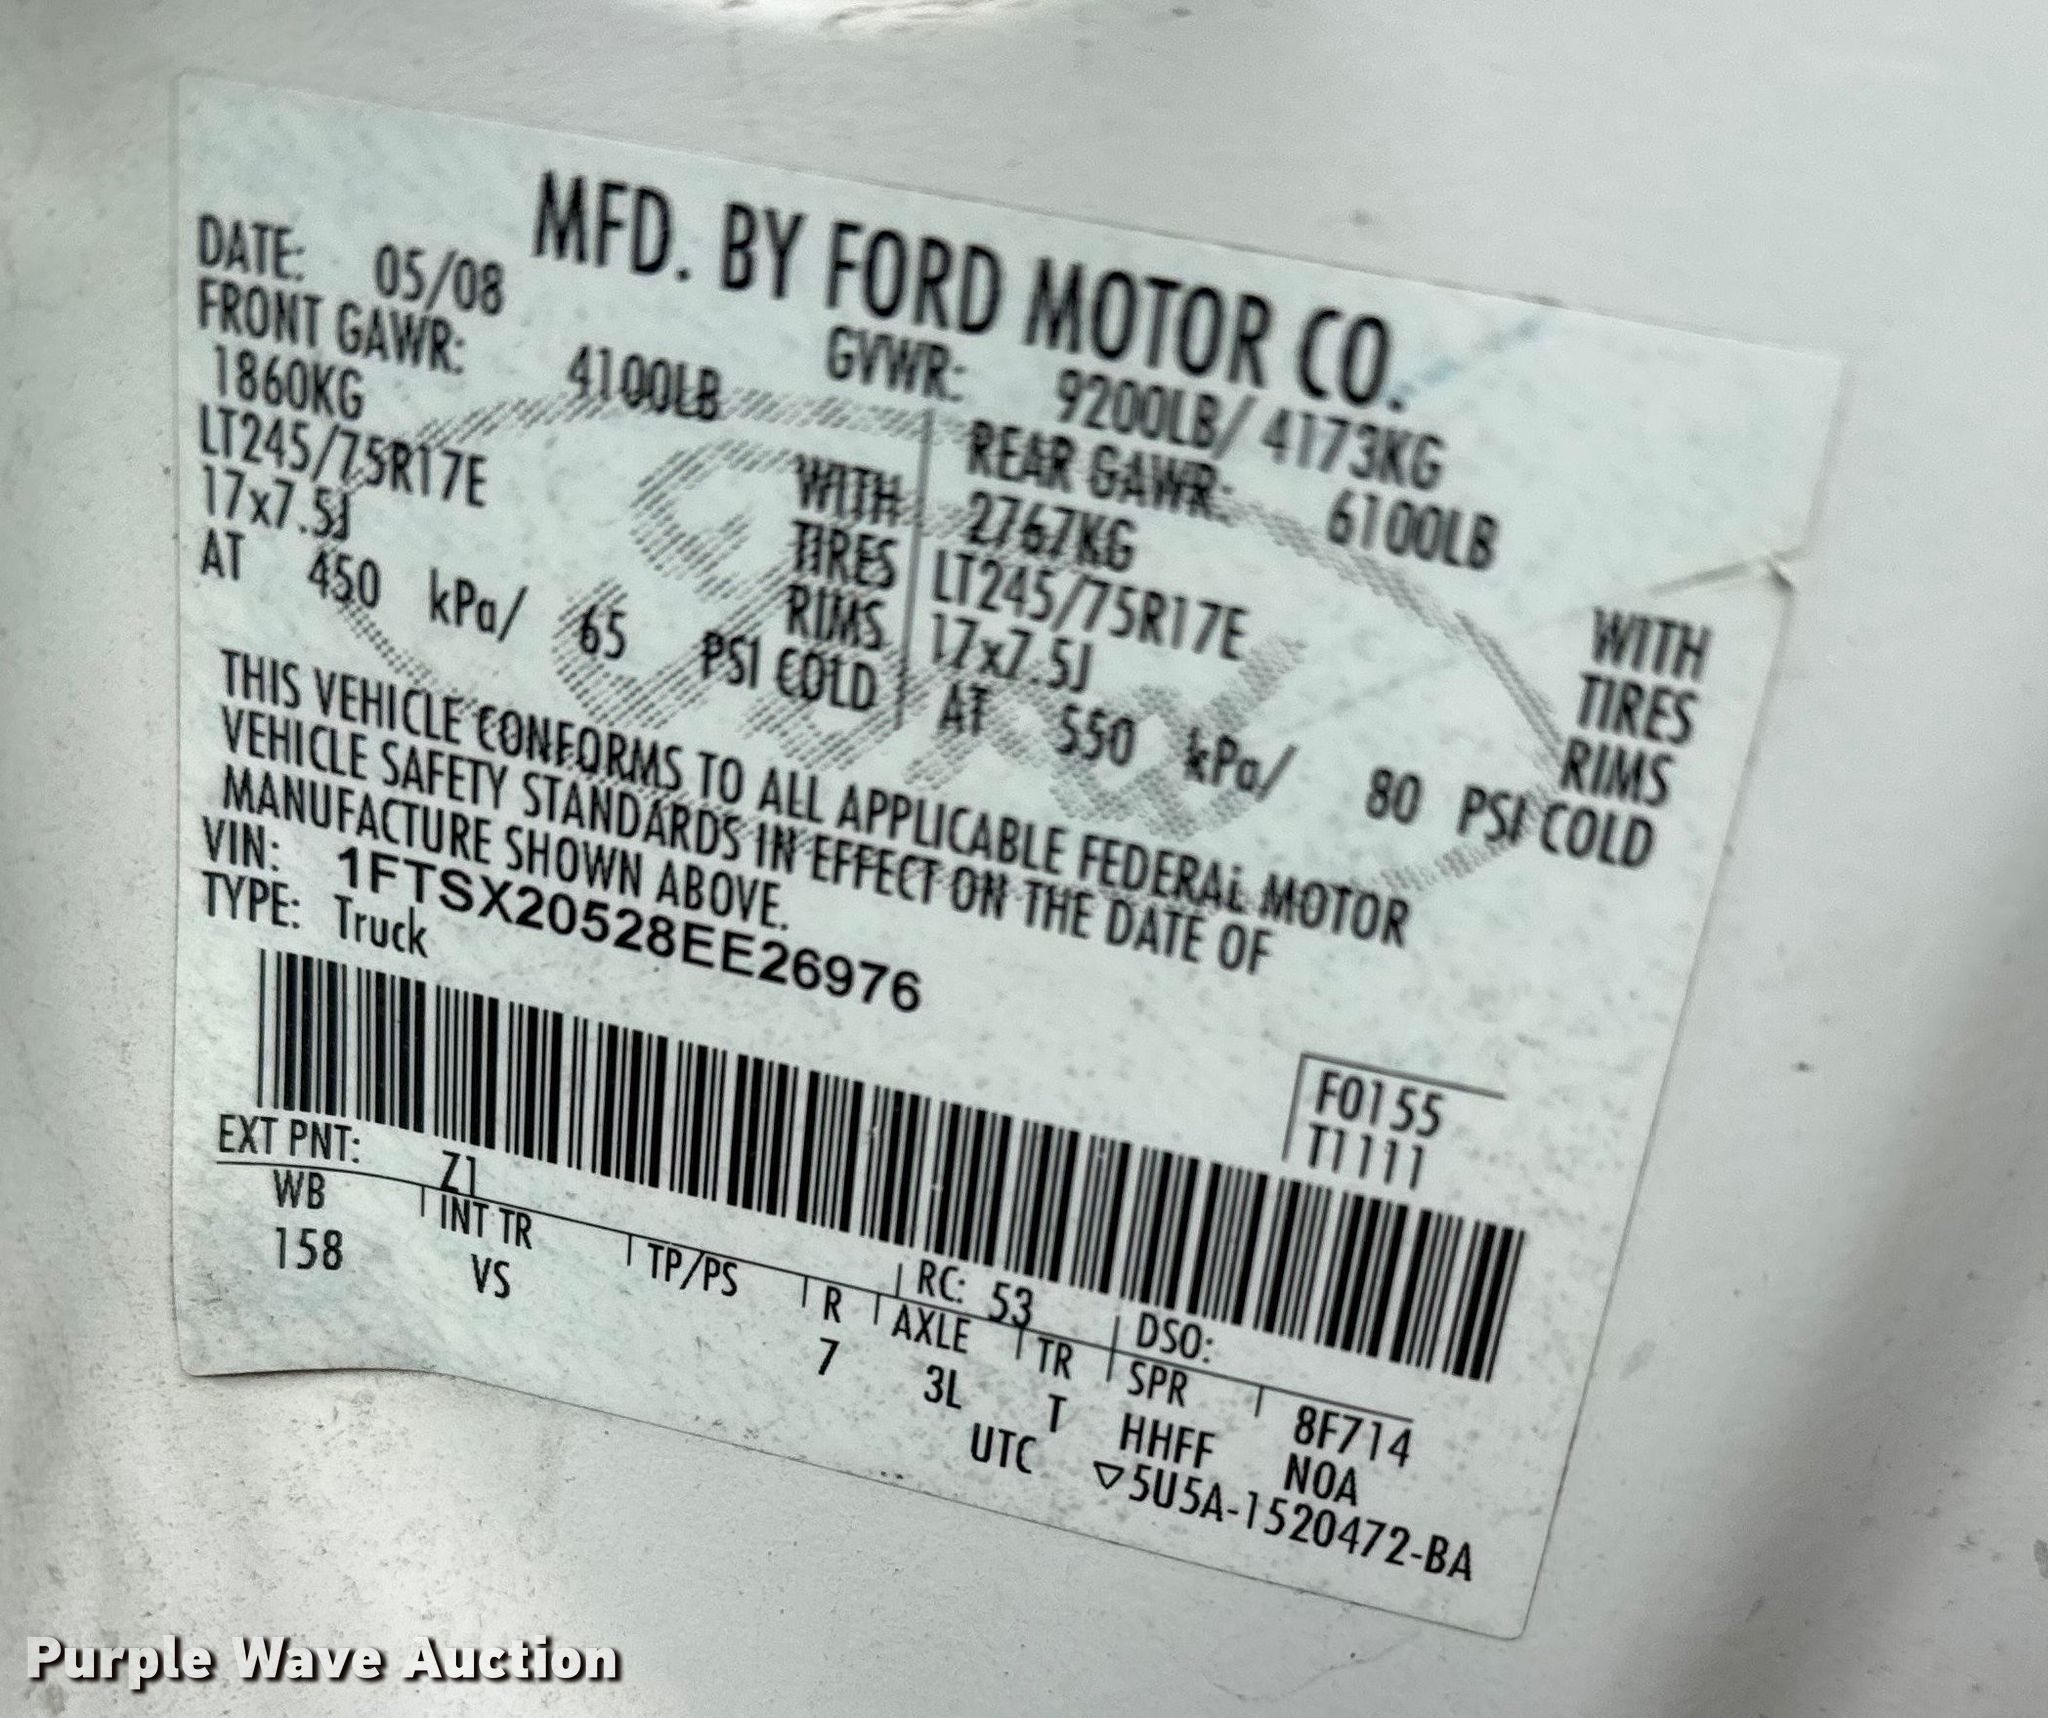 MFD. BY FORD MOTOR CO.
DATE: 05/08 GVWR: 9200LB/ 4173KG
FRONT GAWR: 4100LB REAR GAWR: 6100LB
1860KG WITH 2767KG WITH
LT245/75R17E TIRES LT245/75R17E TIRES
17x7.5J RIMS 17x7.5J RIMS
AT 450 kPa/ 65 PSI COLD AT 550 kPa/ 80 PSI COLD
THIS VEHICLE CONFORMS TO ALL APPLICABLE FEDERAL MOTOR
VEHICLE SAFETY STANDARDS IN EFFECT ON THE DATE OF
MANUFACTURE SHOWN ABOVE.
VIN: 1FTSX20528EE26976
TYPE: Truck
F0155
T1111
EXT PNT: Z1 RC: 53 DSO:
WB INT TR TP/PS R AXLE TR SPR 8F714
158 VS 7 3L T HHFF NOA
UTC ▽5U5A-1520472-BA
Ford
Purple Wave Auction